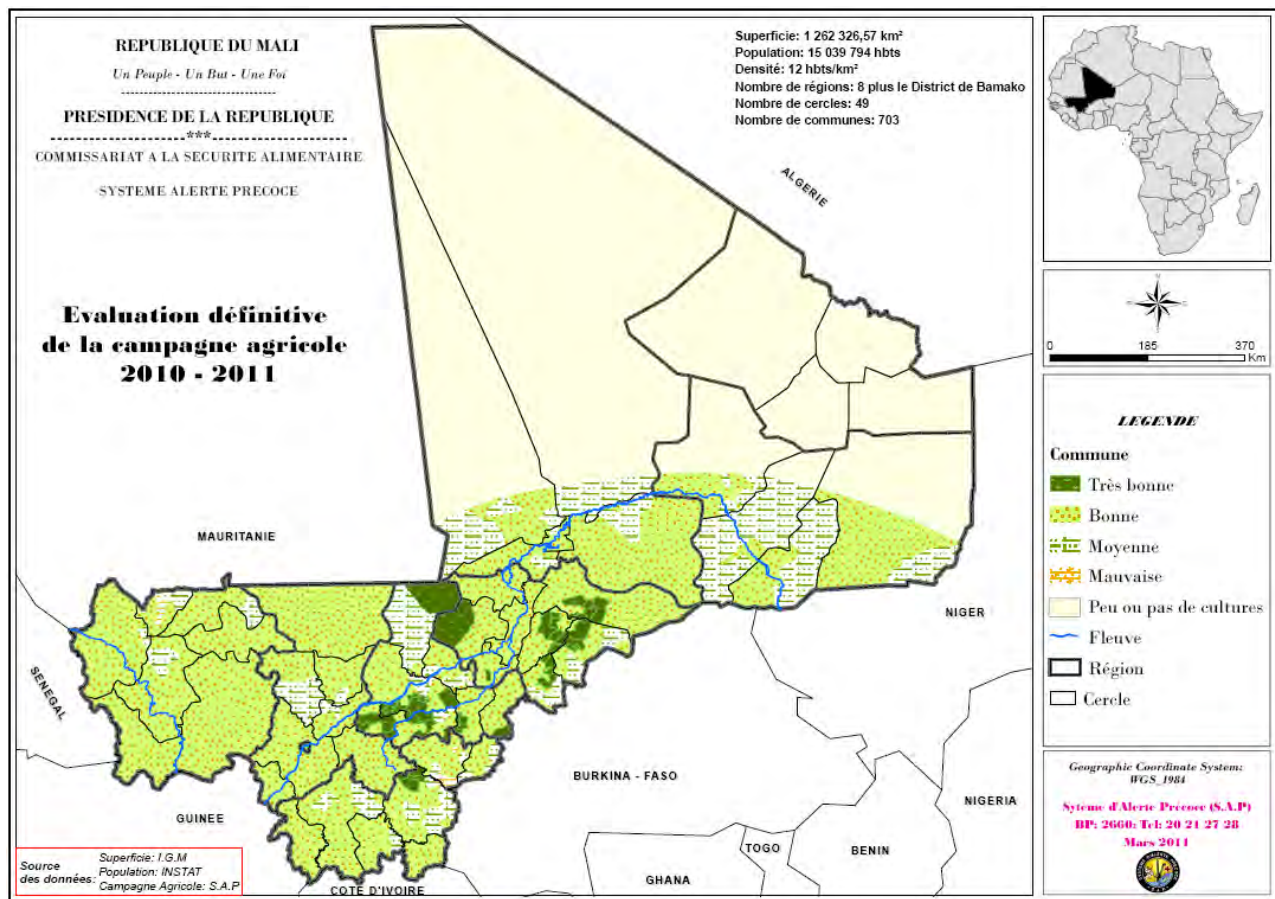 REPUBLIQUE DU MALI
Un Peuple - Un But - Une Foi
----------------------------------
PRESIDENCE DE LA REPUBLIQUE
----------------------***----------------------
COMMISSARIAT A LA SECURITE ALIMENTAIRE
SYSTEME ALERTE PRECOCE
Evaluation définitive
de la campagne agricole
2010 - 2011
Superficie: 1 262 326,57 km²
Population: 15 039 794 hbts
Densité: 12 hbts/km²
Nombre de régions: 8 plus le District de Bamako
Nombre de cercles: 49
Nombre de communes: 703
ALGERIE
MAURITANIE
NIGER
SENEGAL
BURKINA - FASO
NIGERIA
GUINEE
TOGO
BENIN
GHANA
COTE D'IVOIRE
Source
des données:
Superficie: I.G.M
Population: INSTAT
Campagne Agricole: S.A.P
0 185 370
Km
LEGENDE
Commune
Très bonne
Bonne
Moyenne
Mauvaise
Peu ou pas de cultures
Fleuve
Région
Cercle
Geographic Coordinate System:
WGS_1984
Sytème d'Alerte Précoce (S.A.P)
BP: 2660: Tel: 20 21 27 28
Mars 2011